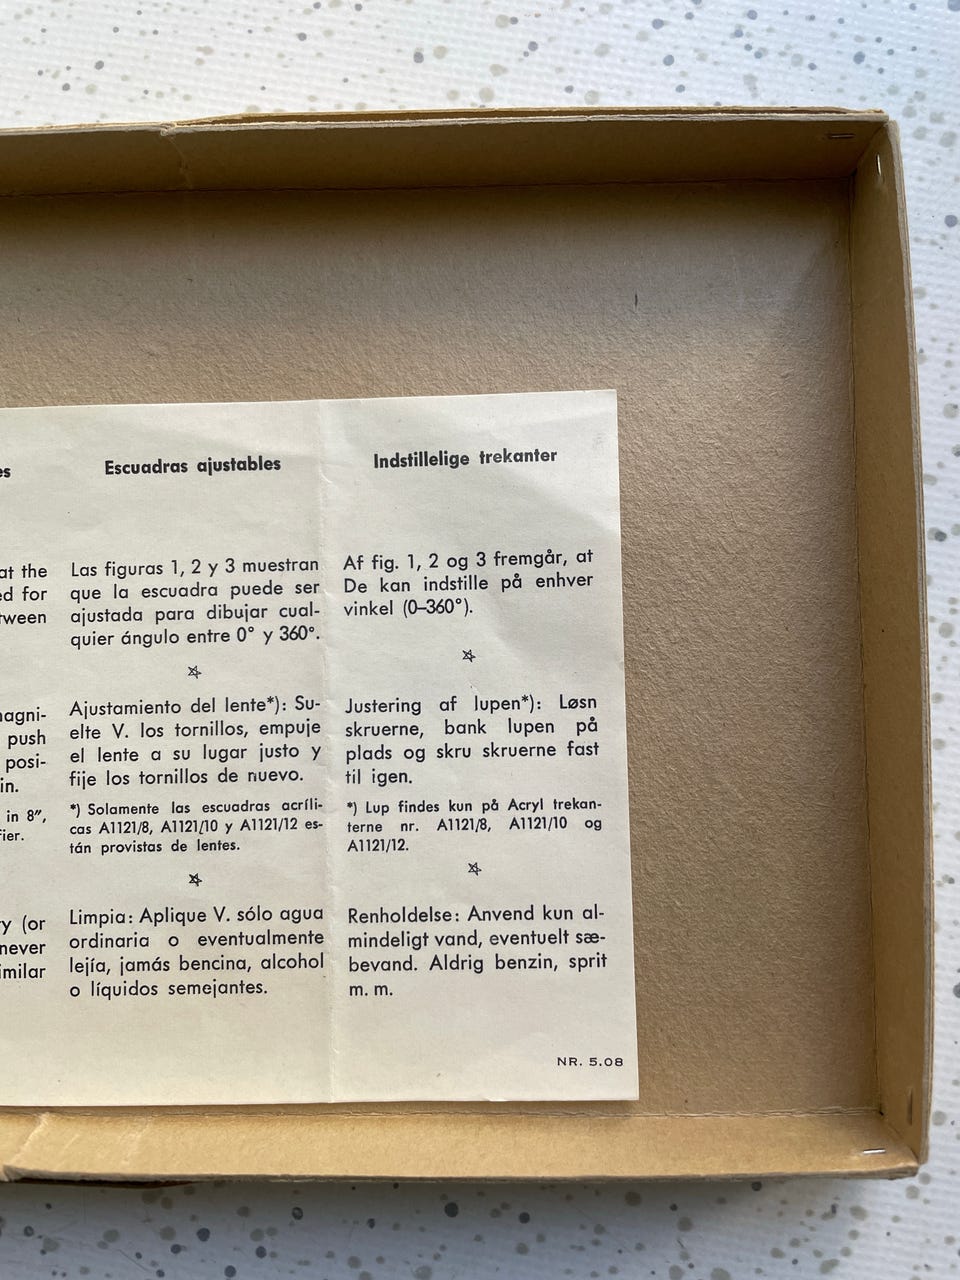 es
at the
ed for
tween
nagni-
push
posi-
in.
in 8″,
fier.
ry (or
never
imilar
Escuadras ajustables
Las figuras 1, 2 y 3 muestran
que la escuadra puede ser
ajustada para dibujar cual-
quier ángulo entre 0° y 360°.
Ajustamiento del lente*): Su-
elte V. los tornillos, empuje
el lente a su lugar justo y
fije los tornillos de nuevo.
*) Solamente las escuadras acríli-
cas A1121/8, A1121/10 y A1121/12 es-
tán provistas de lentes.
Limpia: Aplique V. sólo agua
ordinaria o eventualmente
lejía, jamás bencina, alcohol
o líquidos semejantes.
Indstillelige trekanter
Af fig. 1, 2 og 3 fremgår, at
De kan indstille på enhver
vinkel (0–360°).
Justering af lupen*): Løsn
skruerne, bank lupen på
plads og skru skruerne fast
til igen.
*) Lup findes kun på Acryl trekan-
terne nr. A1121/8, A1121/10 og
A1121/12.
Renholdelse: Anvend kun al-
mindeligt vand, eventuelt sæ-
bevand. Aldrig benzin, sprit
m. m.
NR. 5.08